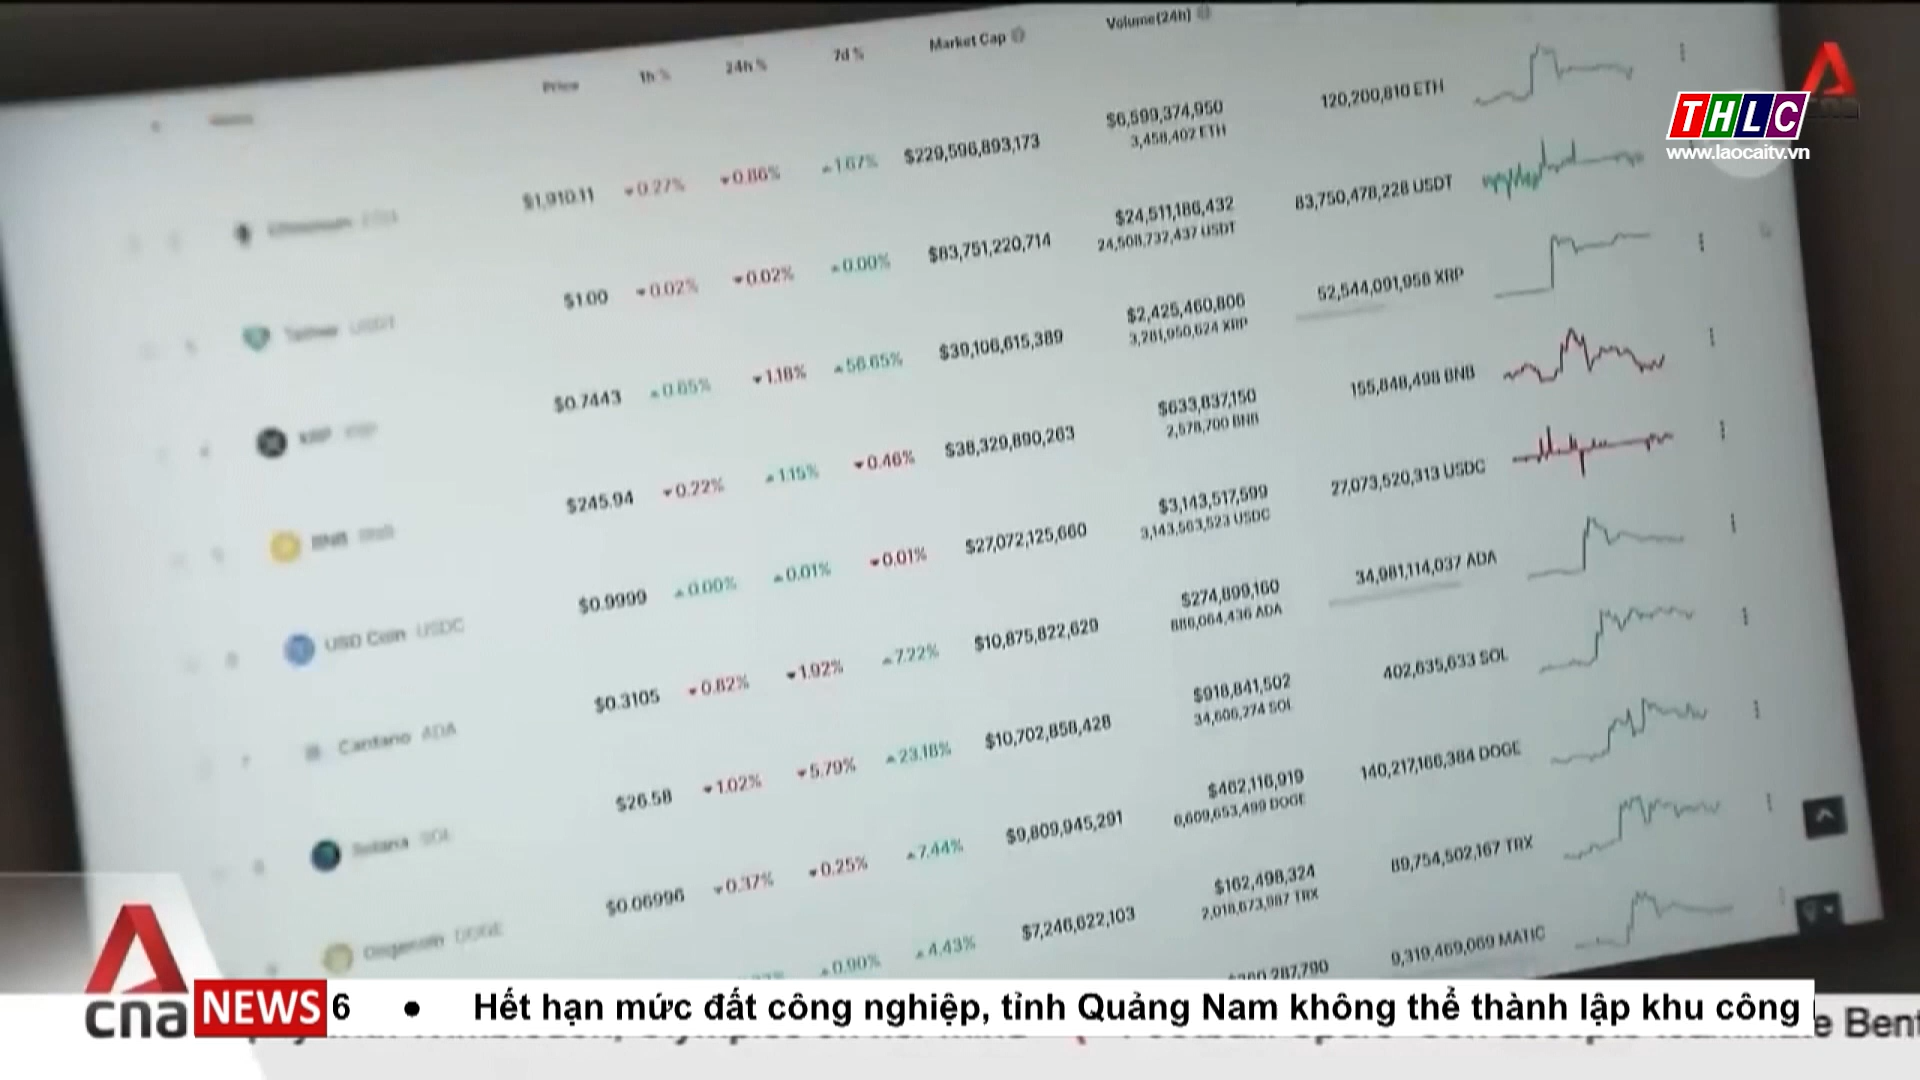 Price 1h % 24h % 7d % Market Cap Volume(24h)
$1,910.11 0.27% 0.86% 1.67% $229,596,893,173 $6,599,374,950 120,200,810 ETH
3,458,402 ETH
Tether USDT $1.00 0.02% 0.02% 0.00% $83,751,220,714 $24,511,186,432 83,750,478,228 USDT
24,508,737,437 USDT
XRP XRP $0.7443 0.65% 1.18% 56.65% $39,106,615,389 $2,425,460,806 52,544,091,958 XRP
3,281,950,624 XRP
BNB BNB $245.94 0.22% 1.15% 0.46% $38,329,890,263 $633,837,150 155,848,498 BNB
2,578,700 BNB
USD Coin USDC $0.9999 0.00% 0.01% 0.01% $27,072,125,660 $3,143,517,599 27,073,520,313 USDC
3,143,563,523 USDC
Cardano ADA $0.3105 0.82% 1.92% 7.22% $10,875,822,629 $274,899,160 34,981,114,037 ADA
886,064,436 ADA
Solana SOL $26.58 1.02% 5.79% 23.18% $10,702,858,428 $918,841,502 402,635,633 SOL
34,606,274 SOL
Dogecoin DOGE $0.06996 0.37% 0.25% 7.44% $9,809,945,291 $462,116,919 140,217,166,384 DOGE
6,609,653,499 DOGE
0.90% 4.43% $7,246,622,103 $162,498,324 89,754,502,167 TRX
2,018,673,987 TRX
9,319,469,069 MATIC
THLC
www.laocaitv.vn
cna NEWS
6 ● Hết hạn mức đất công nghiệp, tỉnh Quảng Nam không thể thành lập khu công